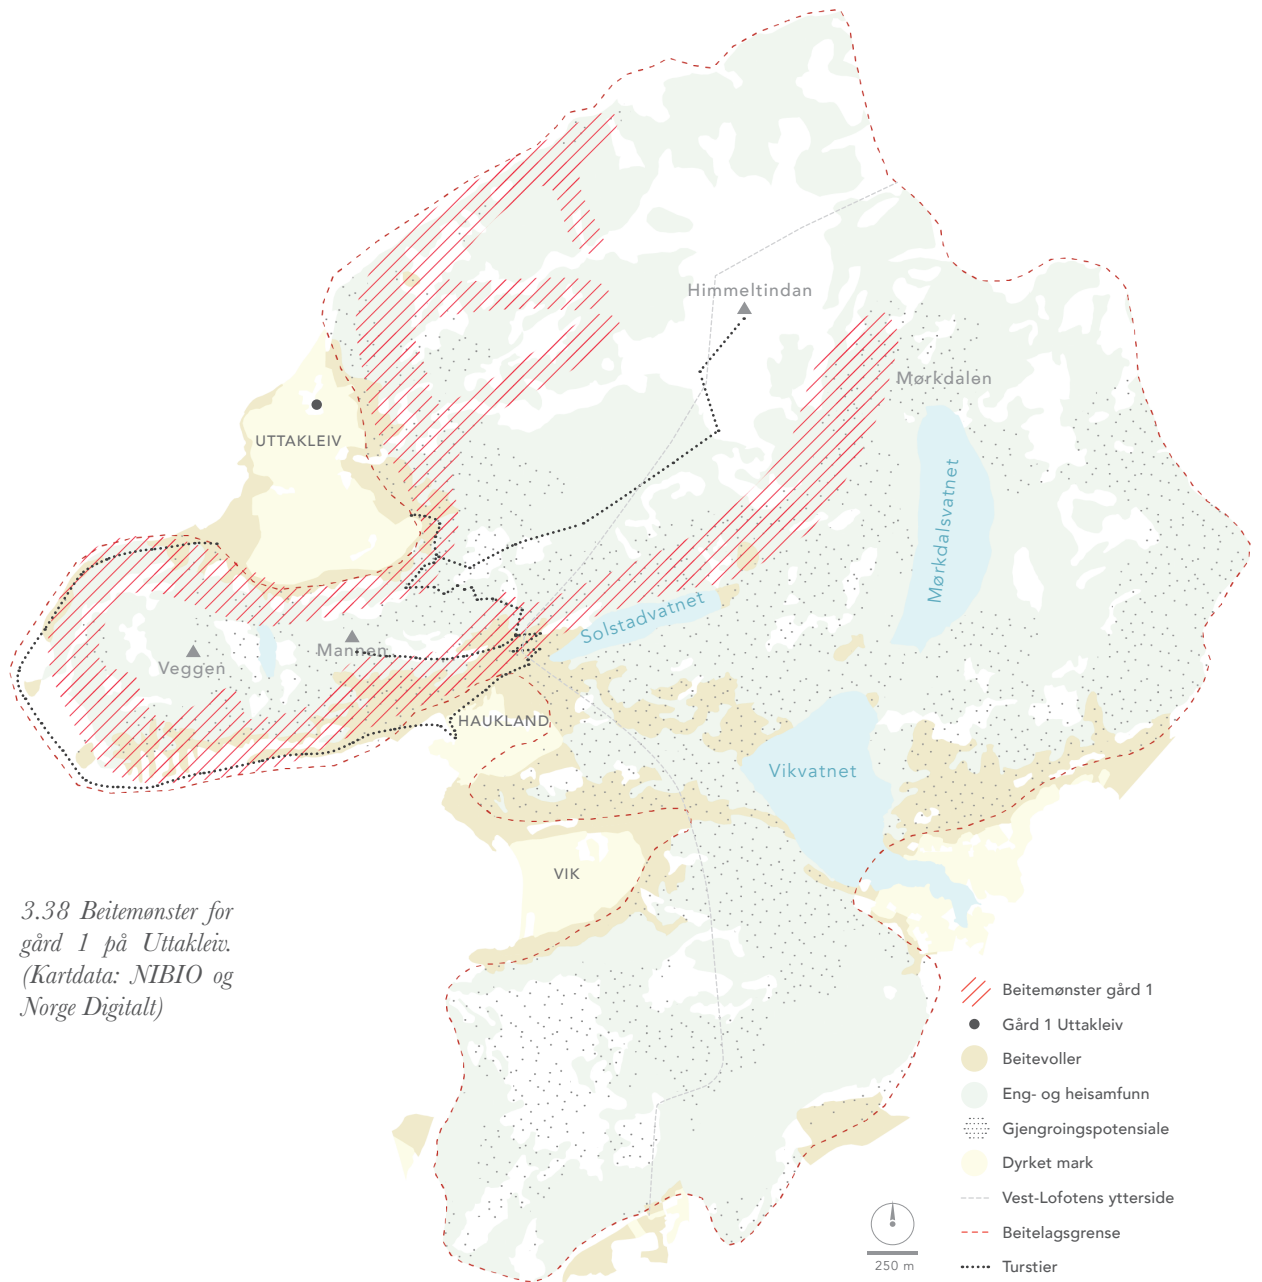 Himmeltindan
Mørkdalen
UTTAKLEIV
Mørkdalsvatnet
Solstadvatnet
Mannen
Veggen
HAUKLAND
Vikvatnet
VIK
3.38 Beitemønster for
gård 1 på Uttakleiv.
(Kartdata: NIBIO og
Norge Digitalt)
Beitemønster gård 1
Gård 1 Uttakleiv
Beitevoller
Eng- og heisamfunn
Gjengroingspotensiale
Dyrket mark
Vest-Lofotens ytterside
Beitelagsgrense
Turstier
250 m